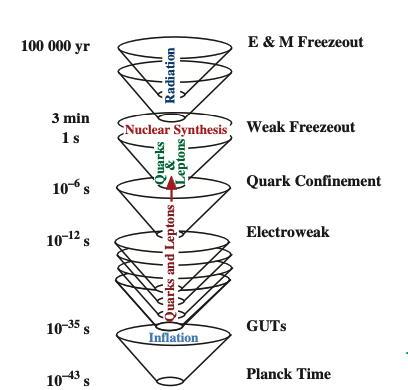 100 000 yr
E & M Freezeout
Radiation
3 min
Nuclear Synthesis
Weak Freezeout
1 s
Quarks
&
Leptons
10⁻⁶ s
Quark Confinement
10⁻¹² s
Electroweak
Quarks and Leptons
10⁻³⁵ s
GUTs
Inflation
10⁻⁴³ s
Planck Time